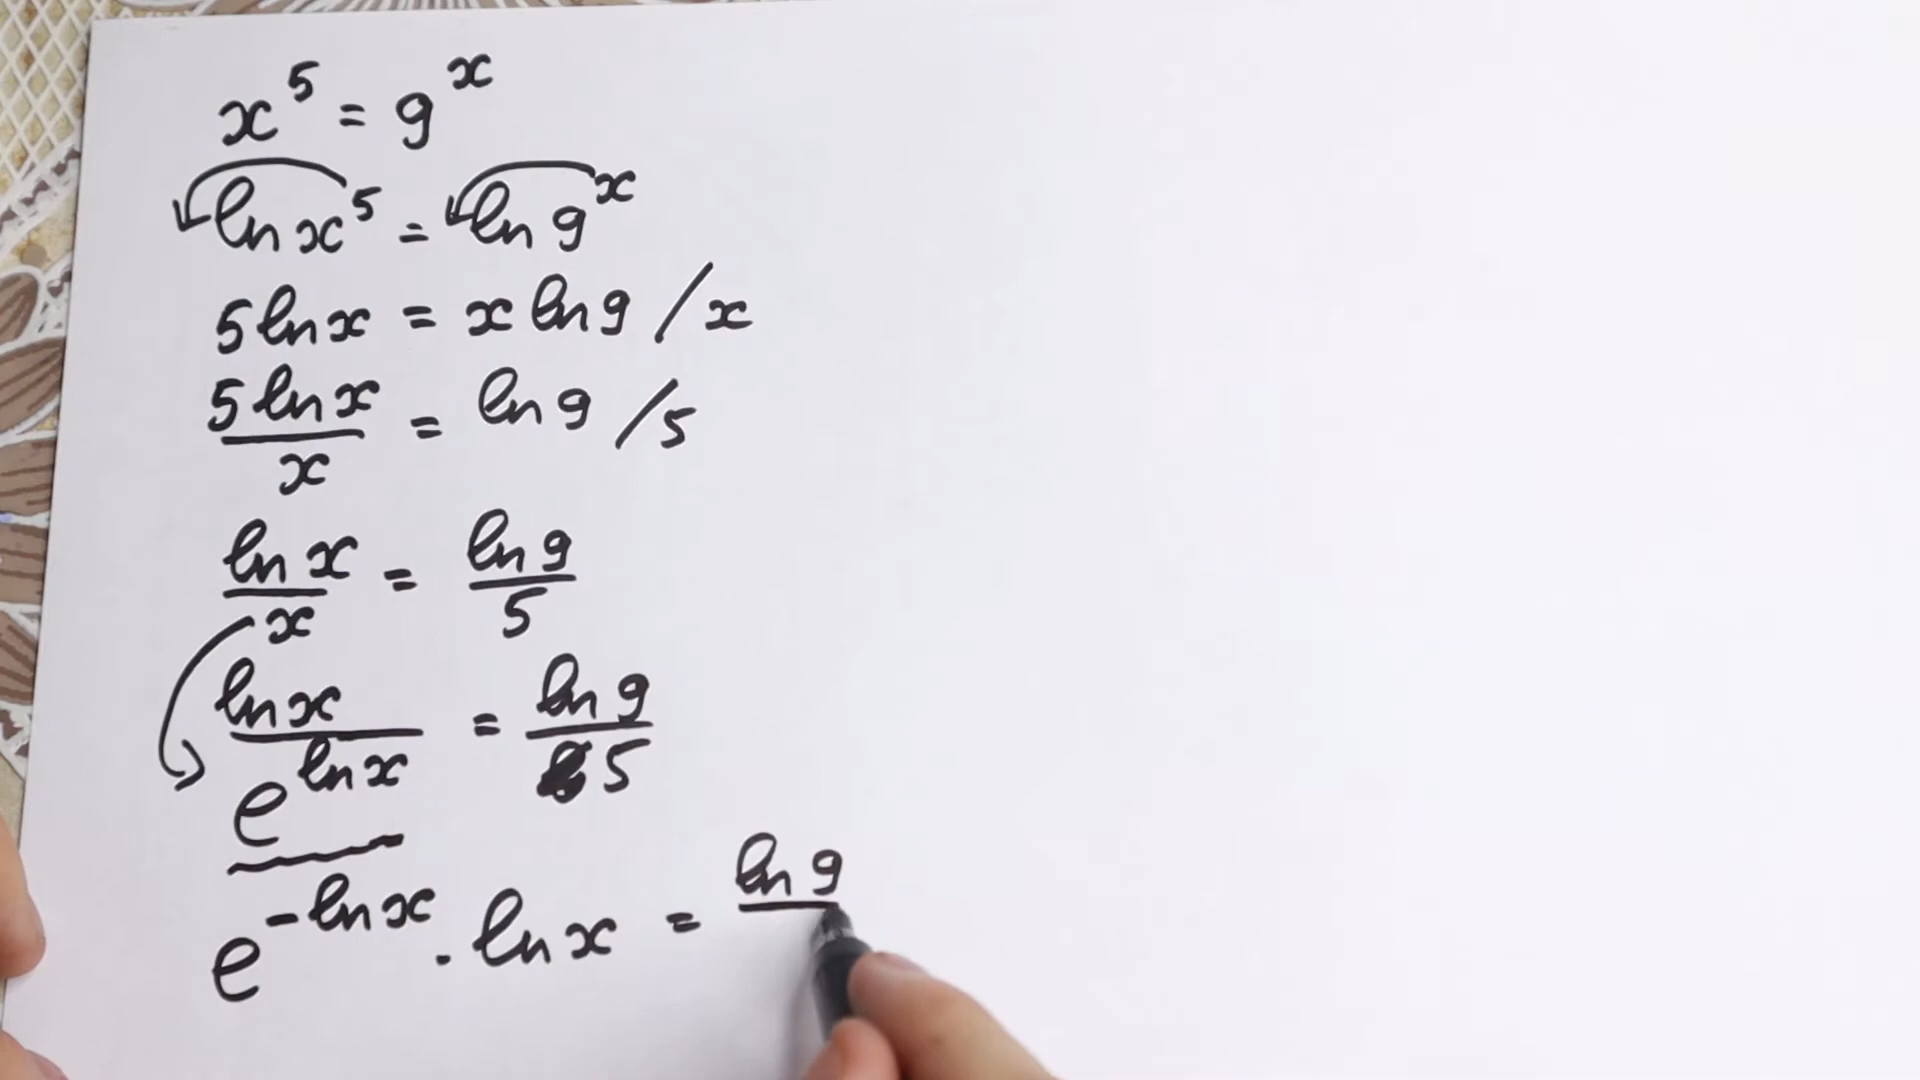 x^5 = 9^x
ln x^5 = ln 9^x
5 ln x = x ln 9 / x
5 ln x / x = ln 9 / 5
ln x / x = ln 9 / 5
ln x / e^ln x = ln 9 / 5
e^-ln x · ln x = ln 9